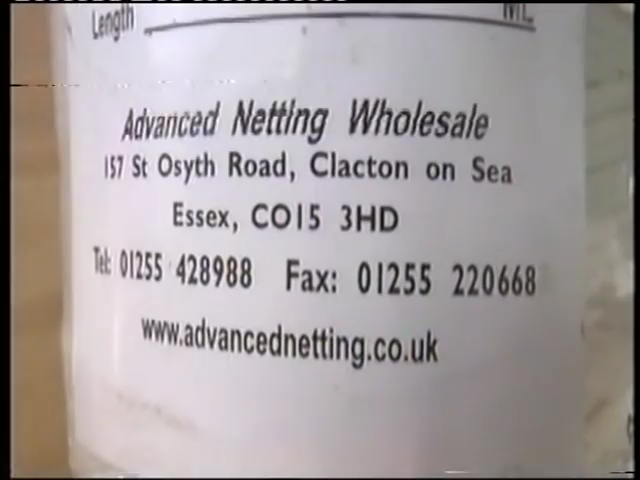 Length ML
Advanced Netting Wholesale
157 St Osyth Road, Clacton on Sea
Essex, CO15 3HD
Tel: 01255 428988 Fax: 01255 220668
www.advancednetting.co.uk